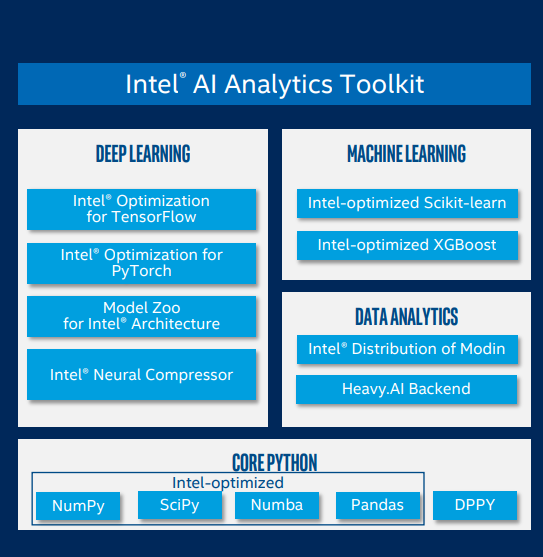 Intel® AI Analytics Toolkit
DEEP LEARNING
Intel® Optimization
for TensorFlow
Intel® Optimization for
PyTorch
Model Zoo
for Intel® Architecture
Intel® Neural Compressor
MACHINE LEARNING
Intel-optimized Scikit-learn
Intel-optimized XGBoost
DATA ANALYTICS
Intel® Distribution of Modin
Heavy.AI Backend
CORE PYTHON
Intel-optimized
NumPy
SciPy
Numba
Pandas
DPPY